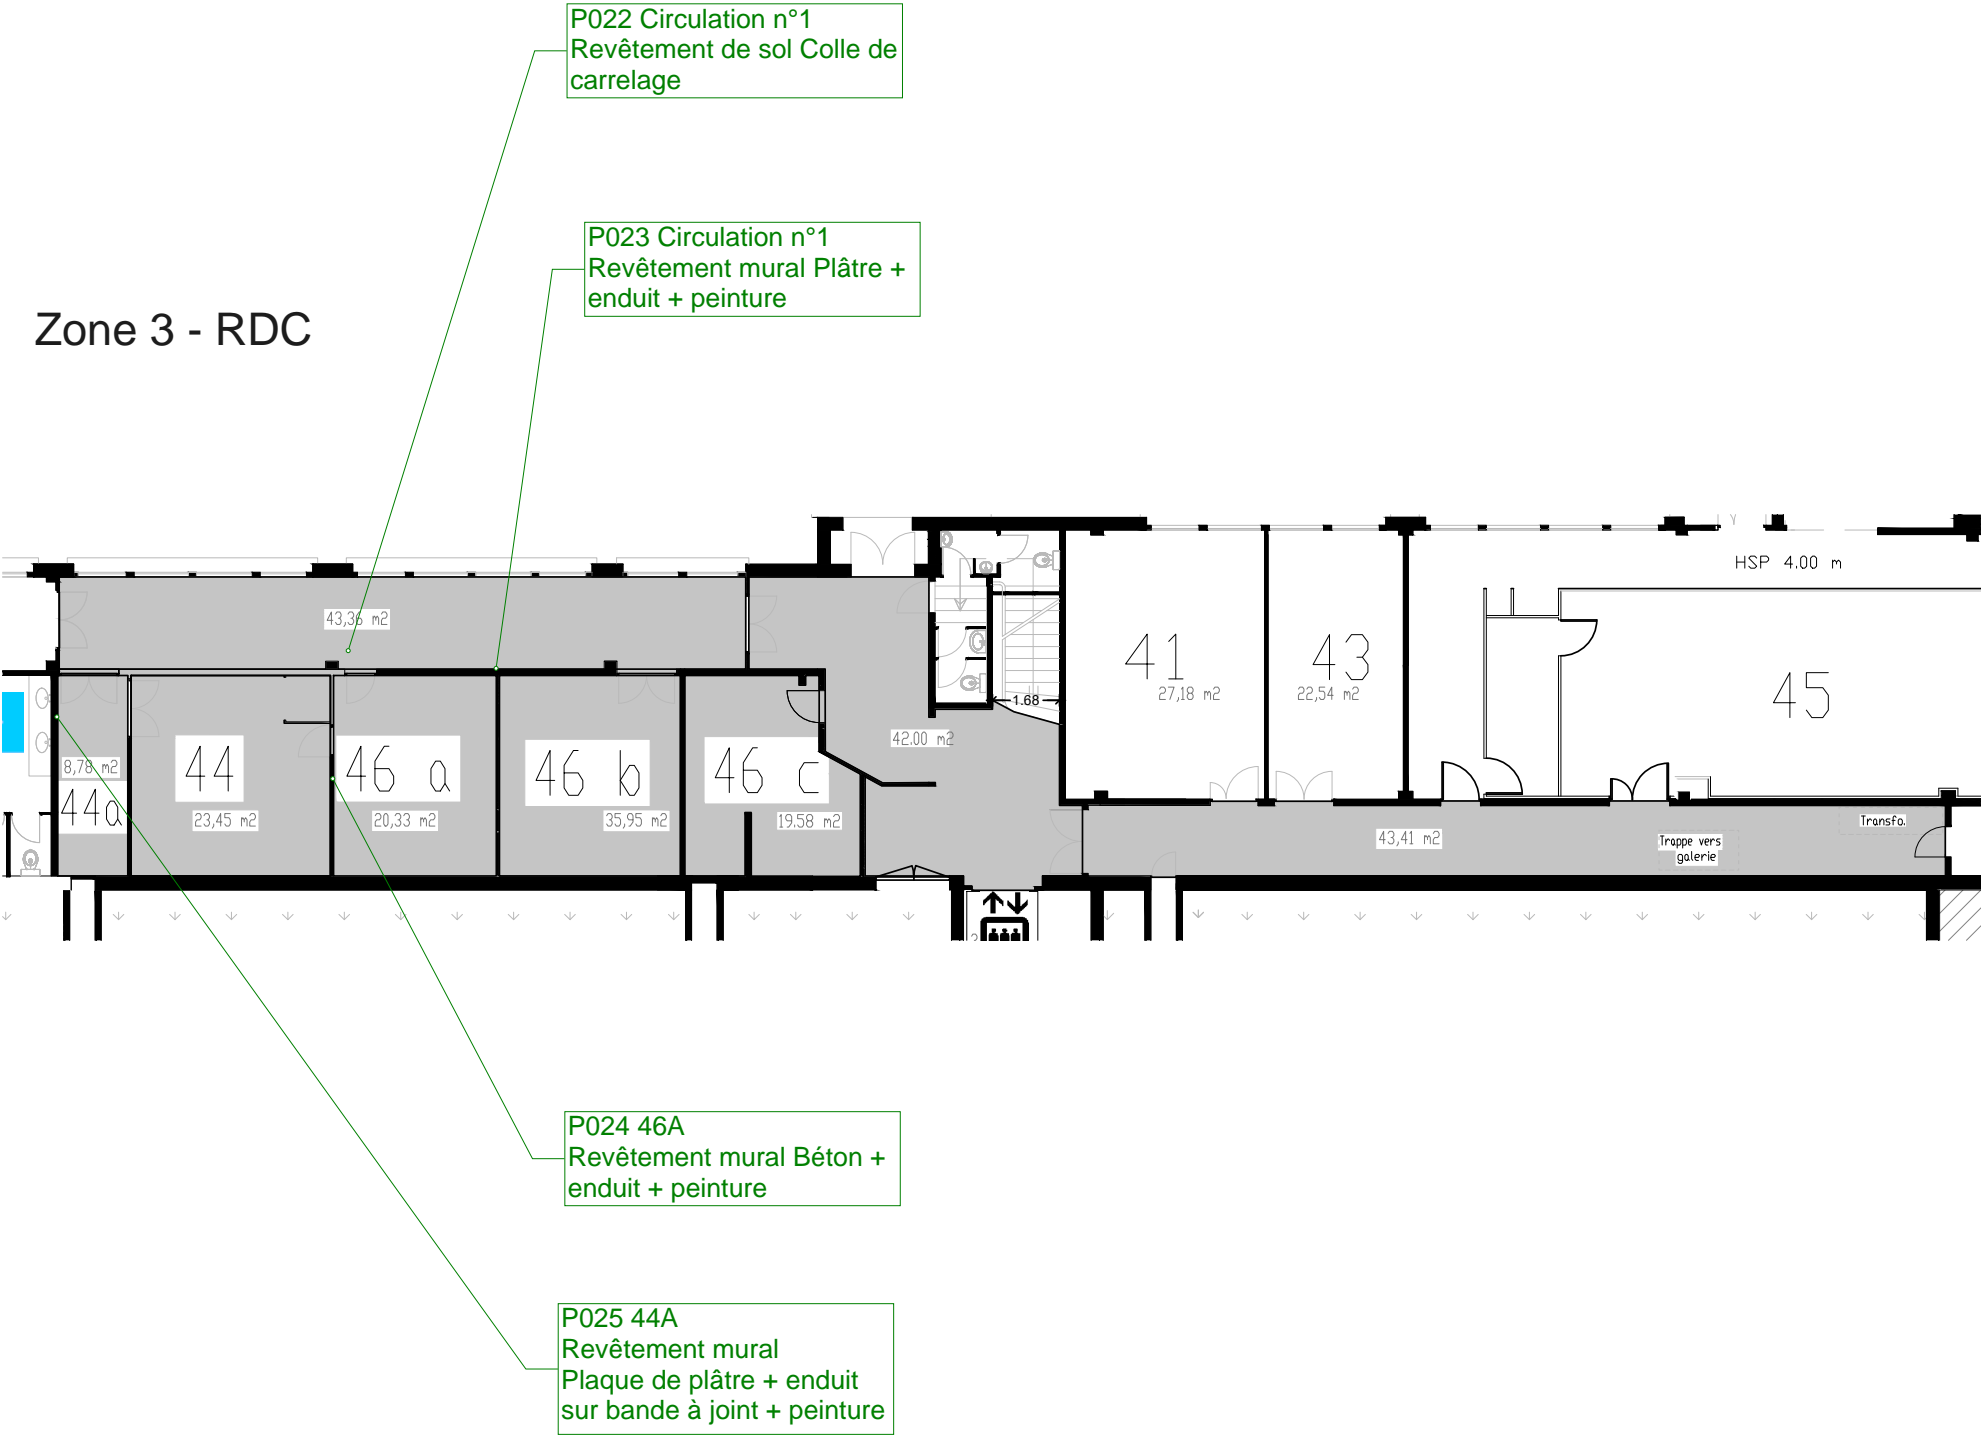 P022 Circulation n°1
Revêtement de sol Colle de
carrelage
P023 Circulation n°1
Revêtement mural Plâtre +
enduit + peinture
Zone 3 - RDC
HSP 4.00 m
43,36 m2
41
27,18 m2
43
22,54 m2
45
1.68
42.00 m2
8,78 m2
44a
44
23,45 m2
46 a
20,33 m2
46 b
35,95 m2
46 c
19.58 m2
43,41 m2
Trappe vers
galerie
Transfo.
P024 46A
Revêtement mural Béton +
enduit + peinture
P025 44A
Revêtement mural
Plaque de plâtre + enduit
sur bande à joint + peinture